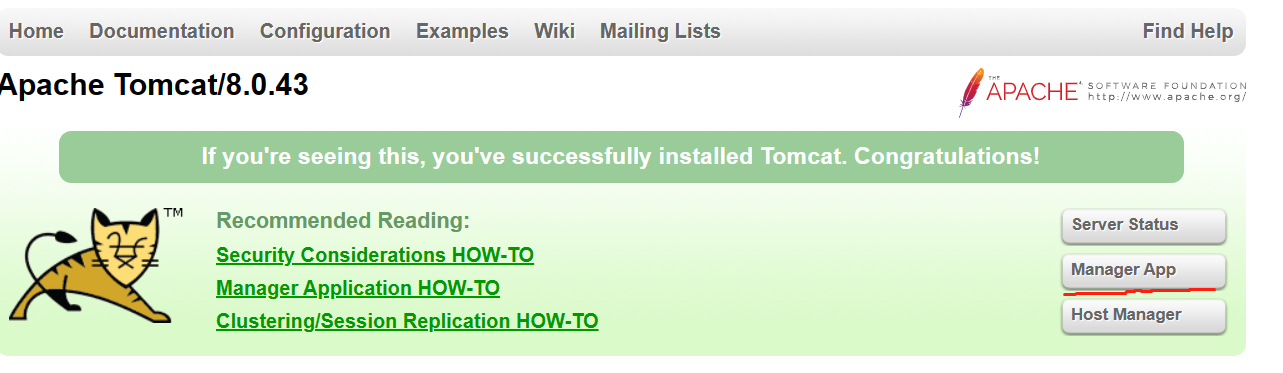 Home Documentation Configuration Examples Wiki Mailing Lists Find Help
Apache Tomcat/8.0.43
THE
APACHE SOFTWARE FOUNDATION
http://www.apache.org/
If you're seeing this, you've successfully installed Tomcat. Congratulations!
TM
Recommended Reading:
Security Considerations HOW-TO
Manager Application HOW-TO
Clustering/Session Replication HOW-TO
Server Status
Manager App
Host Manager